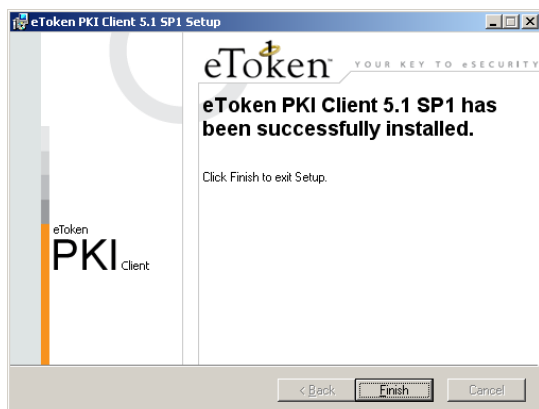 eToken PKI Client 5.1 SP1 Setup
eToken™ YOUR KEY TO eSECURITY
eToken PKI Client 5.1 SP1 has
been successfully installed.
Click Finish to exit Setup.
eToken
PKI Client
< Back Finish Cancel